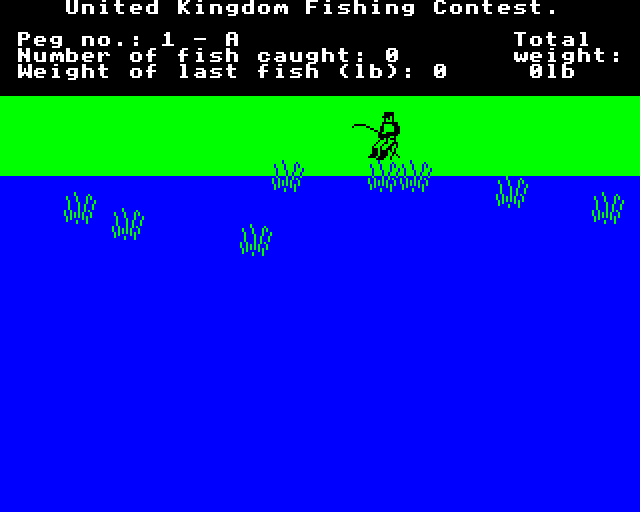 United Kingdom Fishing Contest.
Peg no.: 1 - A Total
Number of fish caught: 0 weight:
Weight of last fish (lb): 0 0lb